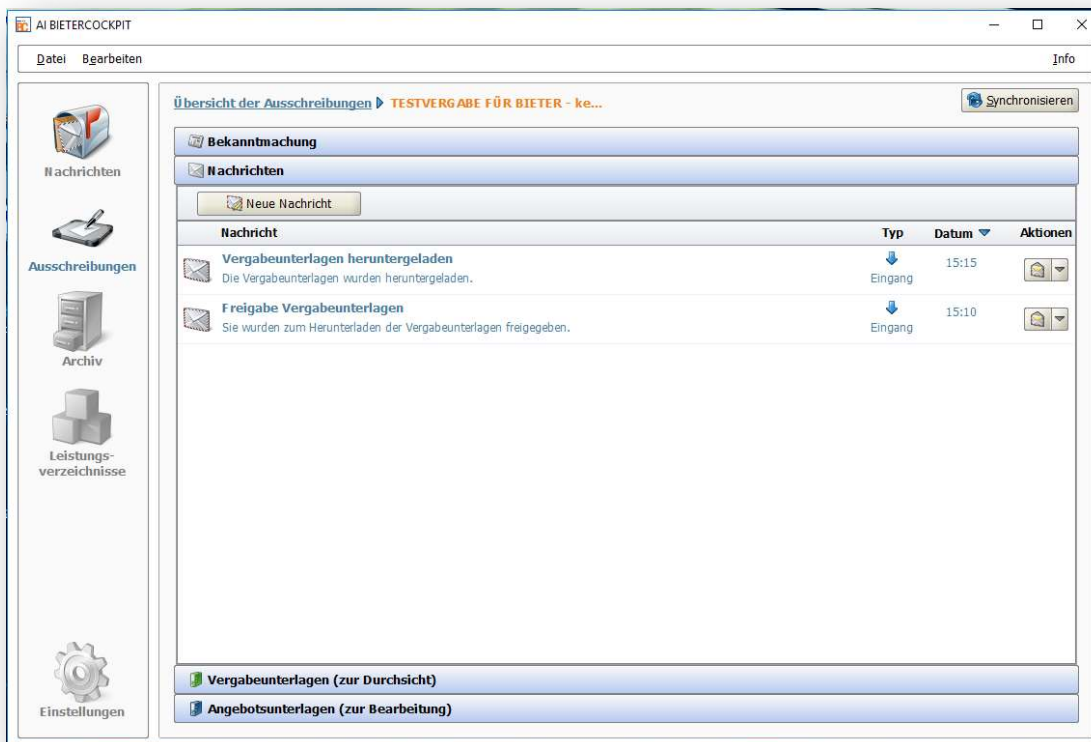 AI BIETERCOCKPIT
Datei Bearbeiten Info
Nachrichten
Ausschreibungen
Archiv
Leistungs-
verzeichnisse
Einstellungen
Übersicht der Ausschreibungen TESTVERGABE FÜR BIETER - ke... Synchronisieren
Bekanntmachung
Nachrichten
Neue Nachricht
Nachricht Typ Datum Aktionen
Vergabeunterlagen heruntergeladen
Die Vergabeunterlagen wurden heruntergeladen.
Eingang 15:15
Freigabe Vergabeunterlagen
Sie wurden zum Herunterladen der Vergabeunterlagen freigegeben.
Eingang 15:10
Vergabeunterlagen (zur Durchsicht)
Angebotsunterlagen (zur Bearbeitung)